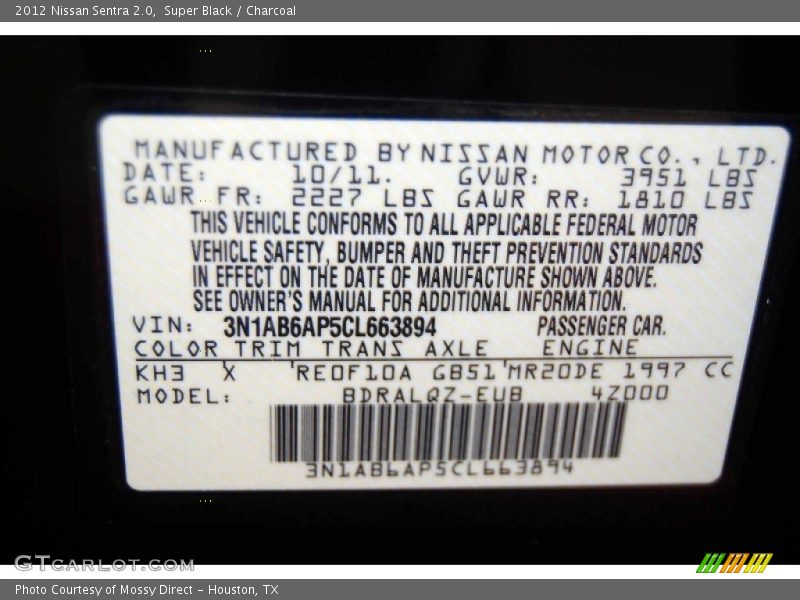 2012 Nissan Sentra 2.0, Super Black / Charcoal
MANUFACTURED BY NISSAN MOTOR CO., LTD.
DATE: 10/11. GVWR: 3951 LBS
GAWR FR: 2227 LBS GAWR RR: 1810 LBS
THIS VEHICLE CONFORMS TO ALL APPLICABLE FEDERAL MOTOR
VEHICLE SAFETY, BUMPER AND THEFT PREVENTION STANDARDS
IN EFFECT ON THE DATE OF MANUFACTURE SHOWN ABOVE.
SEE OWNER'S MANUAL FOR ADDITIONAL INFORMATION.
VIN: 3N1AB6AP5CL663894 PASSENGER CAR.
COLOR TRIM TRANS AXLE ENGINE
KH3 X 'RE0F10A GB51'MR20DE 1997 CC
MODEL: BDRALQZ-EUB 4Z000
3N1AB6AP5CL663894
GTcarlot.com
Photo Courtesy of Mossy Direct – Houston, TX